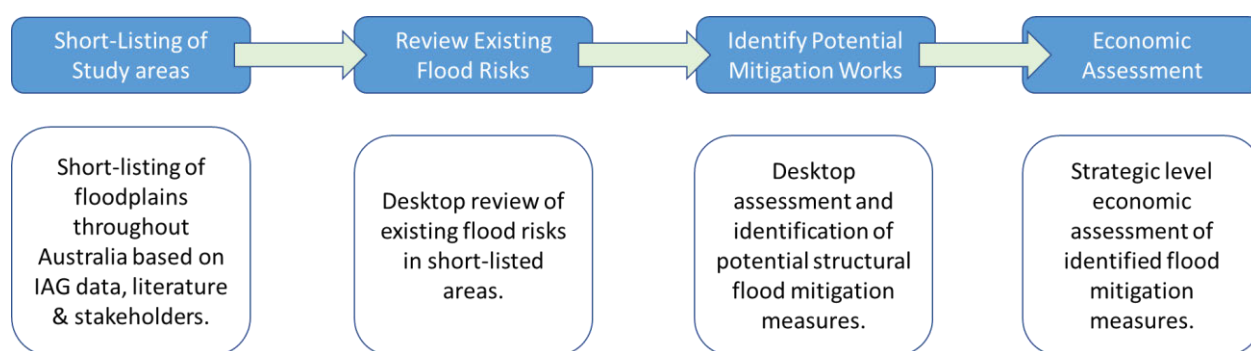 Short-Listing of
Study areas
Review Existing
Flood Risks
Identify Potential
Mitigation Works
Economic
Assessment
Short-listing of
floodplains
throughout
Australia based on
IAG data, literature
& stakeholders.
Desktop review of
existing flood risks
in short-listed
areas.
Desktop
assessment and
identification of
potential structural
flood mitigation
measures.
Strategic level
economic
assessment of
identified flood
mitigation
measures.